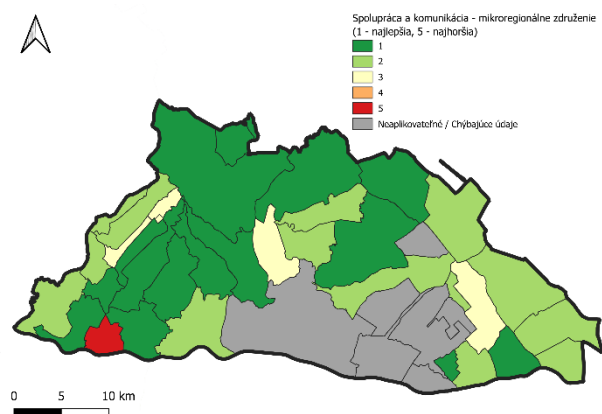 Spolupráca a komunikácia - mikroregionálne združenie
(1 - najlepšia, 5 - najhoršia)
1
2
3
4
5
Neaplikovateľné / Chýbajúce údaje
0 5 10 km